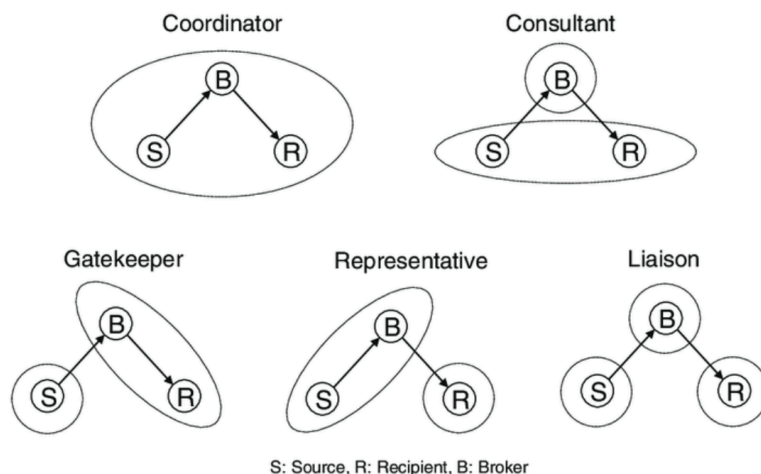 Coordinator
Consultant
B
S
R
B
S
R
Gatekeeper
Representative
Liaison
B
S
R
B
S
R
B
S
R
S: Source, R: Recipient, B: Broker